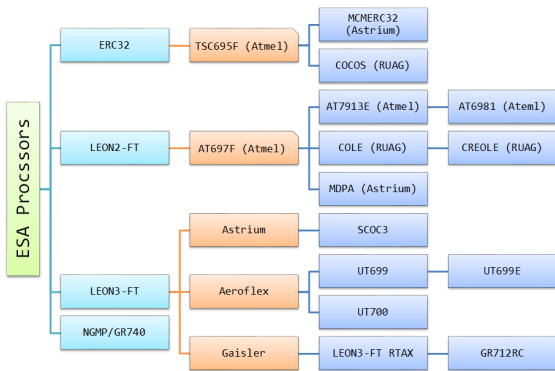 ESA Procssors
ERC32
TSC695F (Atmel)
MCMERC32
(Astrium)
COCOS (RUAG)
LEON2-FT
AT697F (Atmel)
AT7913E (Atmel)
AT6981 (Ateml)
COLE (RUAG)
CREOLE (RUAG)
MDPA (Astrium)
LEON3-FT
Astrium
SCOC3
Aeroflex
UT699
UT699E
UT700
Gaisler
LEON3-FT RTAX
GR712RC
NGMP/GR740